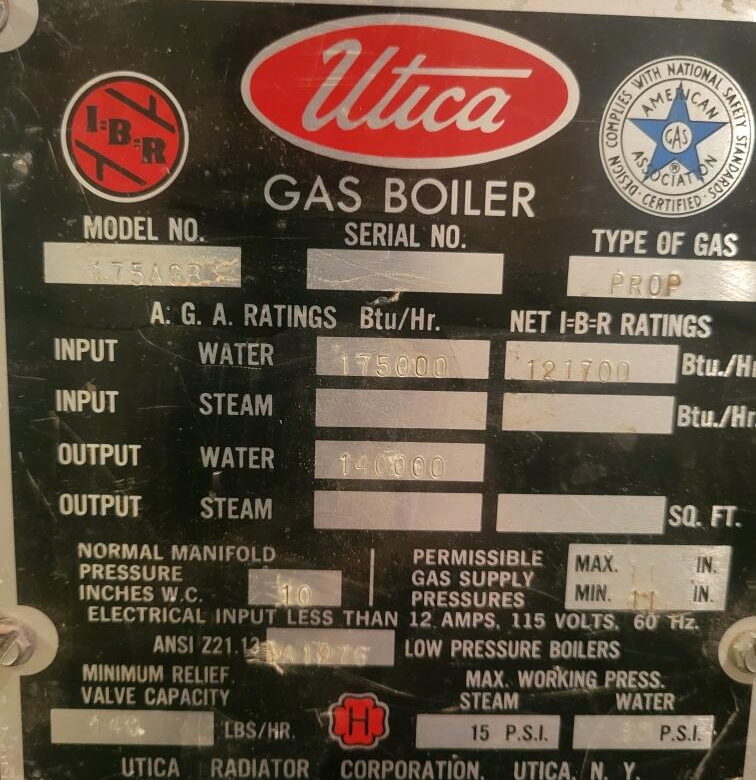 Utica
I=B=R
DESIGN COMPLIES WITH NATIONAL SAFETY STANDARDS · CERTIFIED ·
AMERICAN GAS ASSOCIATION ®
GAS BOILER
MODEL NO. SERIAL NO. TYPE OF GAS
175AGB PROP
A. G. A. RATINGS Btu/Hr. NET I=B=R RATINGS
INPUT WATER 175000 121700 Btu./Hr
INPUT STEAM Btu./Hr.
OUTPUT WATER 140000
OUTPUT STEAM SQ. FT.
NORMAL MANIFOLD
PRESSURE
INCHES W.C. 10
PERMISSIBLE
GAS SUPPLY
PRESSURES
MAX. IN.
MIN. 11 IN.
ELECTRICAL INPUT LESS THAN 12 AMPS, 115 VOLTS, 60 Hz.
ANSI Z21.13 LOW PRESSURE BOILERS
MINIMUM RELIEF
VALVE CAPACITY
LBS/HR.
H
MAX. WORKING PRESS.
STEAM WATER
15 P.S.I. P.S.I.
UTICA RADIATOR CORPORATION, UTICA, N. Y.